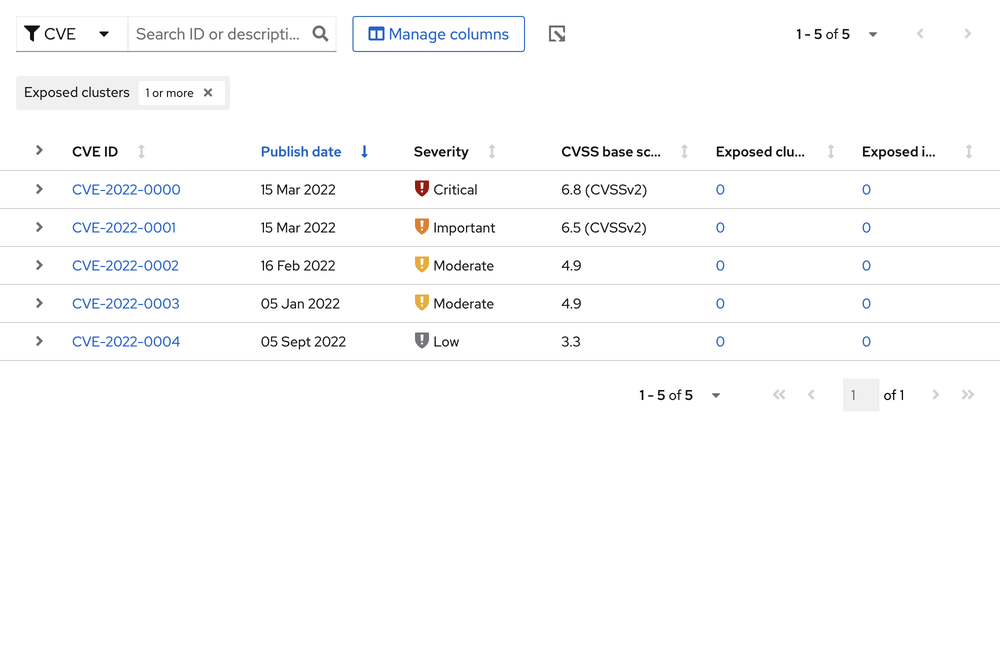 CVE Search ID or descripti... Manage columns 1 - 5 of 5
Exposed clusters 1 or more
CVE ID Publish date Severity CVSS base sc... Exposed clu... Exposed i...
CVE-2022-0000 15 Mar 2022 Critical 6.8 (CVSSv2) 0 0
CVE-2022-0001 15 Mar 2022 Important 6.5 (CVSSv2) 0 0
CVE-2022-0002 16 Feb 2022 Moderate 4.9 0 0
CVE-2022-0003 05 Jan 2022 Moderate 4.9 0 0
CVE-2022-0004 05 Sept 2022 Low 3.3 0 0
1 - 5 of 5 1 of 1